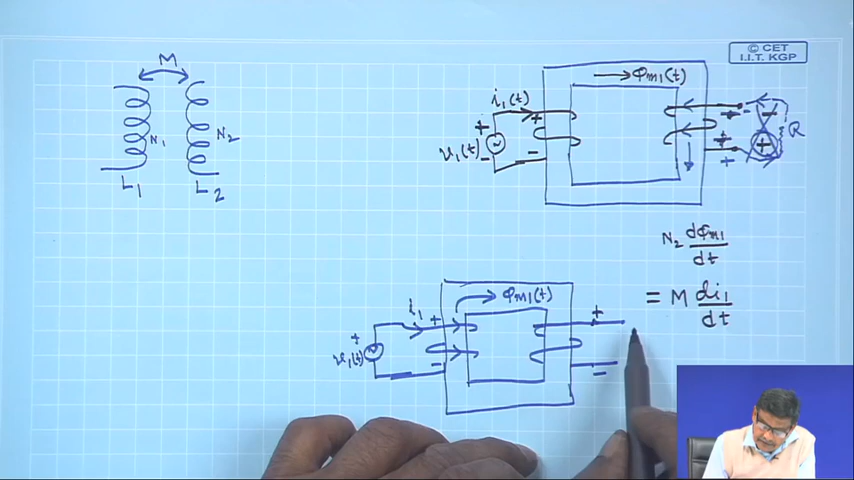 © CET
I.I.T. KGP
M
N₁
N₂
L₁
L₂
i₁(t)
v₁(t)
+
-
+
-
→ φm₁(t)
+
-
R
N₂ dφm₁/dt
= M di₁/dt
i₁
v₁(t)
+
+
-
φm₁(t)
+
-